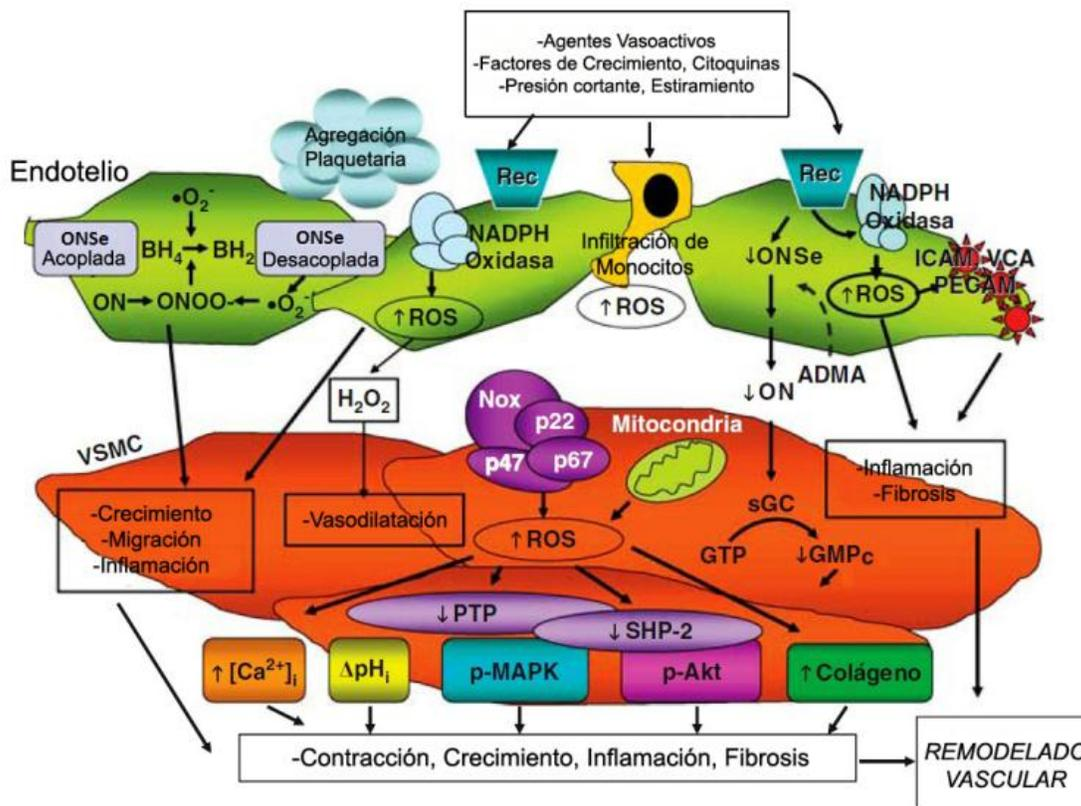 -Agentes Vasoactivos
-Factores de Crecimiento, Citoquinas
-Presión cortante, Estiramiento
Agregación
Plaquetaria
Endotelio
Rec
Rec
•O₂⁻
ONSe
Acoplada
BH₄
BH₂
ONSe
Desacoplada
ON
ONOO-
•O₂⁻
NADPH
Oxidasa
↑ROS
Infiltración de
Monocitos
↑ROS
NADPH
Oxidasa
↓ONSe
ICAM, VCA
PECAM
↑ROS
ADMA
↓ON
H₂O₂
VSMC
Nox
p22
p47
p67
Mitocondria
-Inflamación
-Fibrosis
-Crecimiento
-Migración
-Inflamación
-Vasodilatación
↑ROS
sGC
GTP
↓GMPc
↓PTP
↓SHP-2
↑[Ca²⁺]ᵢ
ΔpHᵢ
p-MAPK
p-Akt
↑Colágeno
-Contracción, Crecimiento, Inflamación, Fibrosis
REMODELADO
VASCULAR